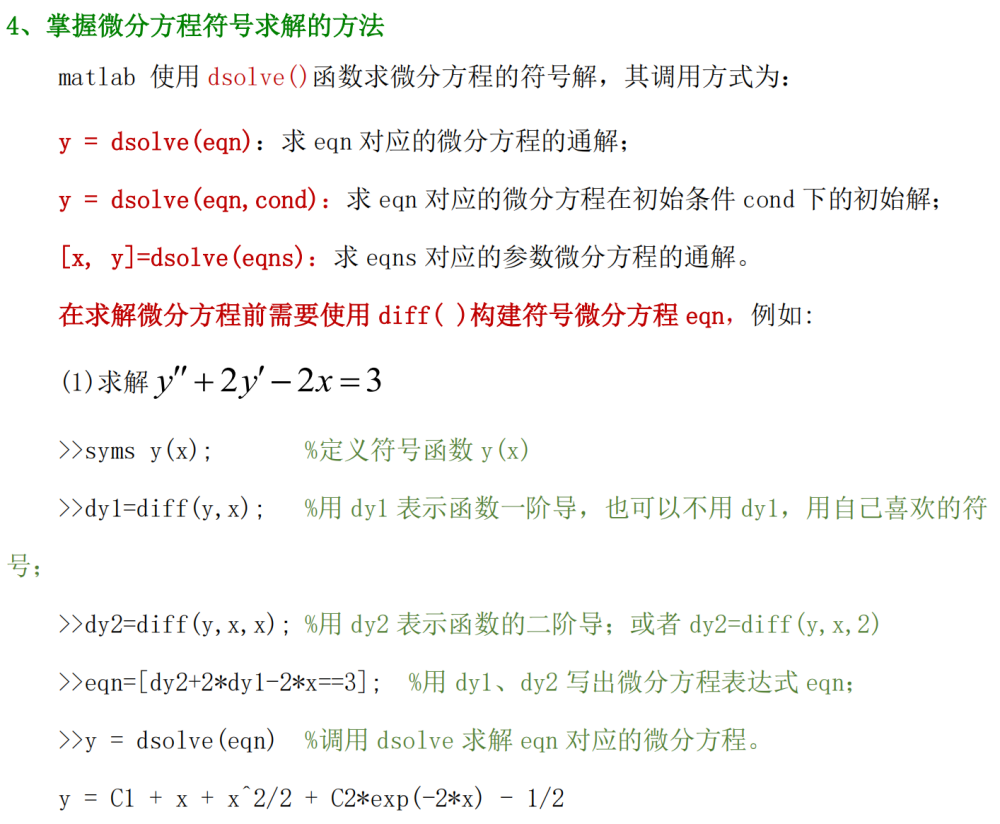 4、掌握微分方程符号求解的方法
matlab 使用 dsolve()函数求微分方程的符号解，其调用方式为：
y = dsolve(eqn)：求 eqn 对应的微分方程的通解；
y = dsolve(eqn,cond)：求 eqn 对应的微分方程在初始条件 cond 下的初始解；
[x, y]=dsolve(eqns)：求 eqns 对应的参数微分方程的通解。
在求解微分方程前需要使用 diff( )构建符号微分方程 eqn，例如:
(1)求解 y″+2y′−2x=3
>>syms y(x); %定义符号函数 y(x)
>>dy1=diff(y,x); %用 dy1 表示函数一阶导，也可以不用 dy1，用自己喜欢的符
号；
>>dy2=diff(y,x,x); %用 dy2 表示函数的二阶导；或者 dy2=diff(y,x,2)
>>eqn=[dy2+2*dy1-2*x==3]; %用 dy1、dy2 写出微分方程表达式 eqn；
>>y = dsolve(eqn) %调用 dsolve 求解 eqn 对应的微分方程。
y = C1 + x + x^2/2 + C2*exp(-2*x) - 1/2